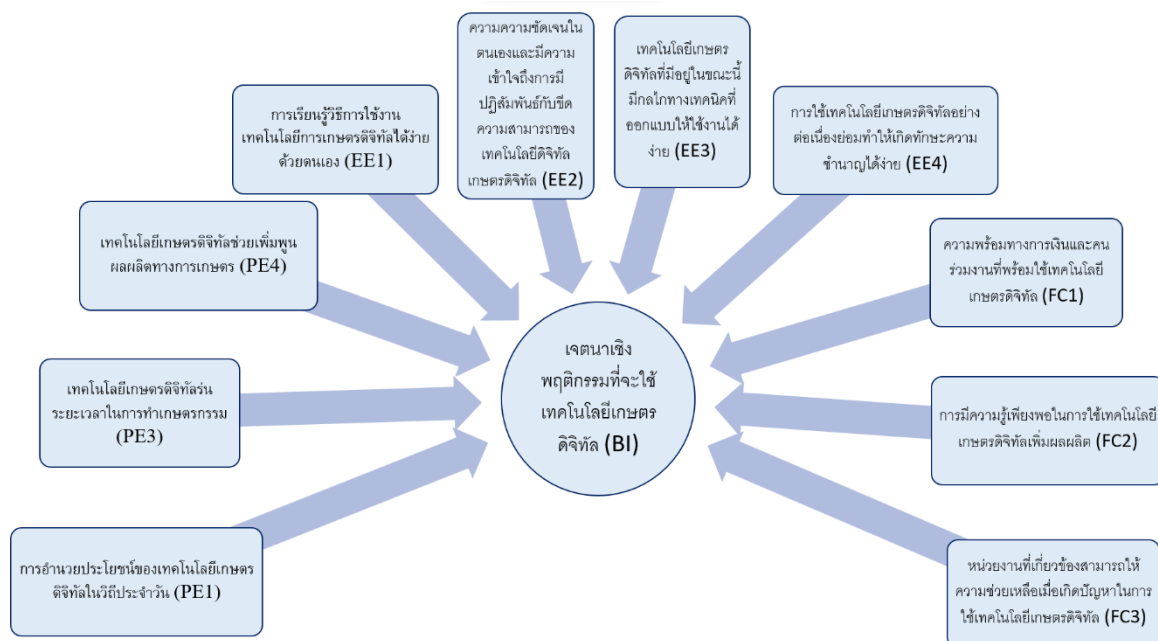 ความความชัดเจนใน
ตนเองและมีความ
เข้าใจถึงการมี
ปฏิสัมพันธ์กับขีด
ความสามารถของ
เทคโนโลยีดิจิทัล
เกษตรดิจิทัล (EE2)
เทคโนโลยีเกษตร
ดิจิทัลที่มีอยู่ในขณะนี้
มีกลไกทางเทคนิคที่
ออกแบบให้ใช้งานได้
ง่าย (EE3)
การเรียนรู้วิธีการใช้งาน
เทคโนโลยีการเกษตรดิจิทัลได้ง่าย
ด้วยตนเอง (EE1)
การใช้เทคโนโลยีเกษตรดิจิทัลอย่าง
ต่อเนื่องย่อมทำให้เกิดทักษะความ
ชำนาญได้ง่าย (EE4)
เทคโนโลยีเกษตรดิจิทัลช่วยเพิ่มพูน
ผลผลิตทางการเกษตร (PE4)
ความพร้อมทางการเงินและคน
ร่วมงานที่พร้อมใช้เทคโนโลยี
เกษตรดิจิทัล (FC1)
เจตนาเชิง
พฤติกรรมที่จะใช้
เทคโนโลยีเกษตร
ดิจิทัล (BI)
เทคโนโลยีเกษตรดิจิทัลร่น
ระยะเวลาในการทำเกษตรกรรม
(PE3)
การมีความรู้เพียงพอในการใช้เทคโนโลยี
เกษตรดิจิทัลเพิ่มผลผลิต (FC2)
การอำนวยประโยชน์ของเทคโนโลยีเกษตร
ดิจิทัลในวิถีประจำวัน (PE1)
หน่วยงานที่เกี่ยวข้องสามารถให้
ความช่วยเหลือเมื่อเกิดปัญหาในการ
ใช้เทคโนโลยีเกษตรดิจิทัล (FC3)